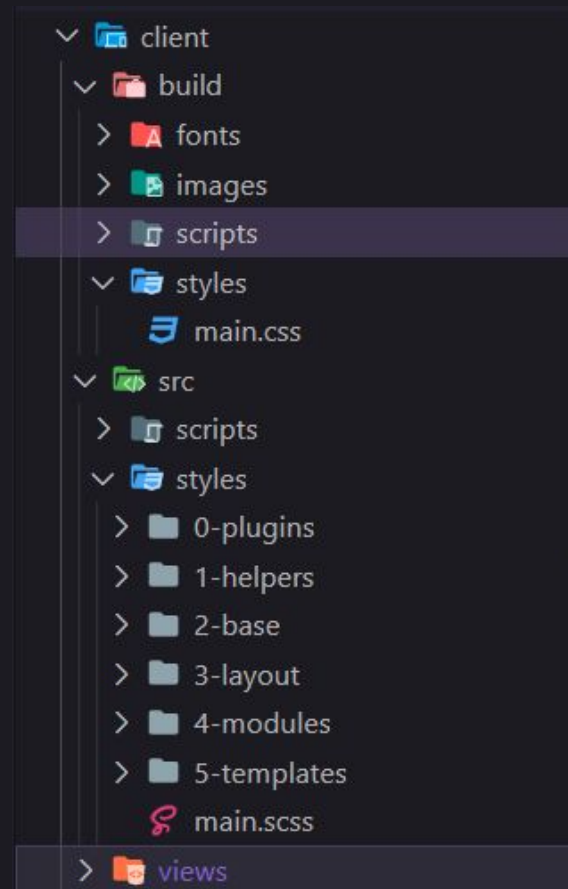 client
build
fonts
images
scripts
styles
main.css
src
scripts
styles
0-plugins
1-helpers
2-base
3-layout
4-modules
5-templates
main.scss
views